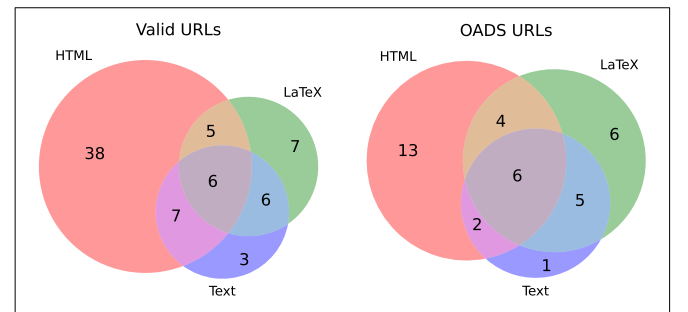 Valid URLs
HTML
LaTeX
38
5
7
6
7
6
3
Text
OADS URLs
HTML
LaTeX
13
4
6
6
2
5
1
Text